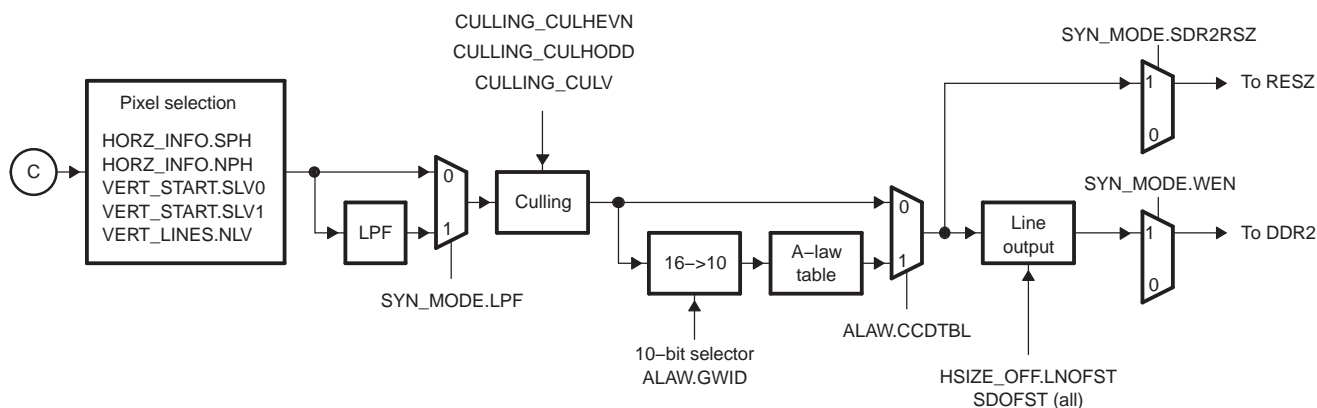 CULLING_CULHEVN
CULLING_CULHODD
CULLING_CULV
SYN_MODE.SDR2RSZ
1
0
To RESZ
Pixel selection
HORZ_INFO.SPH
HORZ_INFO.NPH
VERT_START.SLV0
VERT_START.SLV1
VERT_LINES.NLV
C
LPF
0
1
SYN_MODE.LPF
Culling
16->10
10-bit selector
ALAW.GWID
A-law
table
0
1
ALAW.CCDTBL
Line
output
HSIZE_OFF.LNOFST
SDOFST (all)
SYN_MODE.WEN
1
0
To DDR2